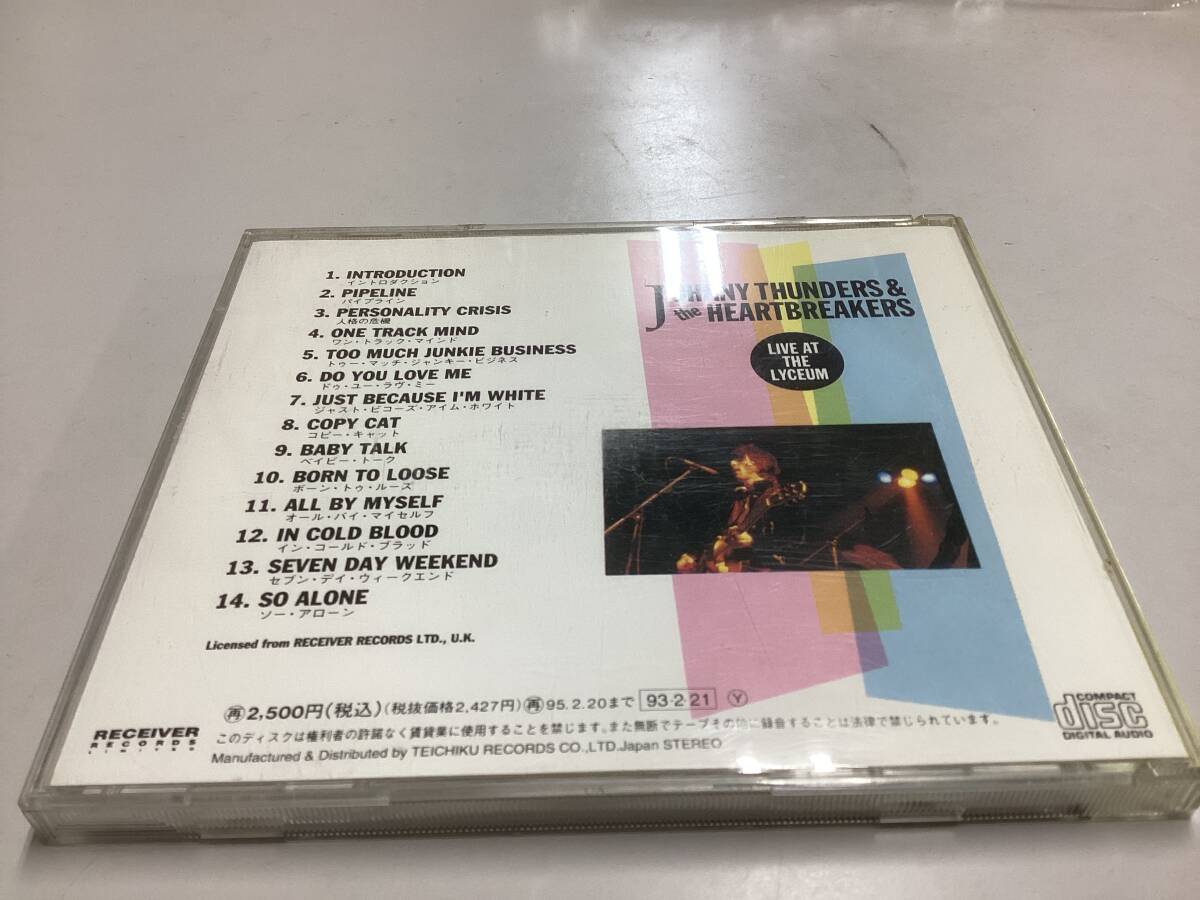 1. INTRODUCTION
イントロダクション
2. PIPELINE
パイプライン
3. PERSONALITY CRISIS
人格の危機
4. ONE TRACK MIND
ワン・トラック・マインド
5. TOO MUCH JUNKIE BUSINESS
トゥー・マッチ・ジャンキー・ビジネス
6. DO YOU LOVE ME
ドゥ・ユー・ラヴ・ミー
7. JUST BECAUSE I'M WHITE
ジャスト・ビコーズ・アイム・ホワイト
8. COPY CAT
コピー・キャット
9. BABY TALK
ベイビー・トーク
10. BORN TO LOOSE
ボーン・トゥ・ルーズ
11. ALL BY MYSELF
オール・バイ・マイセルフ
12. IN COLD BLOOD
イン・コールド・ブラッド
13. SEVEN DAY WEEKEND
セブン・デイ・ウィークエンド
14. SO ALONE
ソー・アローン
Licensed from RECEIVER RECORDS LTD., U.K.
JOHNNY THUNDERS &
the HEARTBREAKERS
LIVE AT
THE
LYCEUM
㊢2,500円(税込)(税抜価格2,427円)㊢95.2.20まで 93・2・21 Ⓨ
このディスクは権利者の許諾なく賃貸業に使用することを禁じます。また無断でテープその他に録音することは法律で禁じられています。
Manufactured & Distributed by TEICHIKU RECORDS CO.,LTD.Japan STEREO
RECEIVER
RECORDS
LIMITED
COMPACT
disc
DIGITAL AUDIO